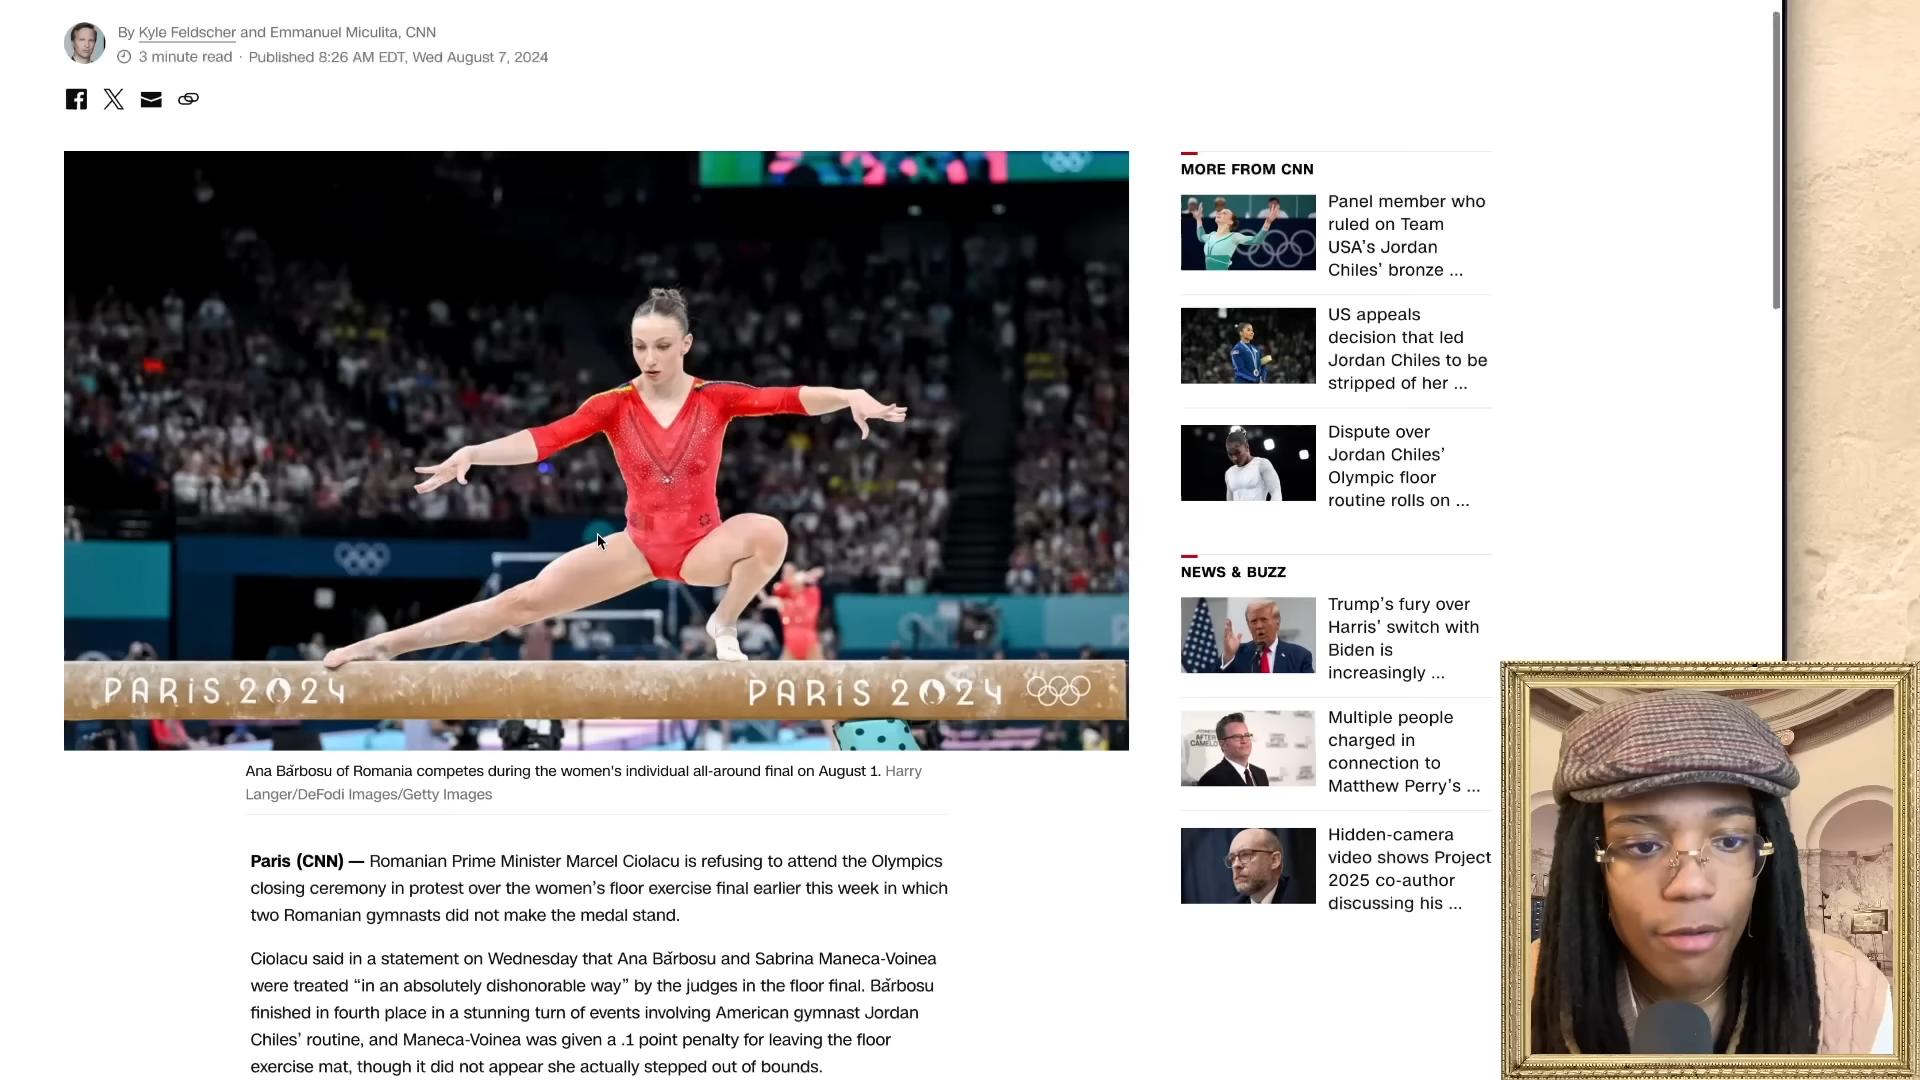 By Kyle Feldscher and Emmanuel Miculita, CNN
3 minute read · Published 8:26 AM EDT, Wed August 7, 2024
PARiS 2024
PARiS 2024
Ana Bărbosu of Romania competes during the women's individual all-around final on August 1. Harry
Langer/DeFodi Images/Getty Images
Paris (CNN) — Romanian Prime Minister Marcel Ciolacu is refusing to attend the Olympics
closing ceremony in protest over the women’s floor exercise final earlier this week in which
two Romanian gymnasts did not make the medal stand.
Ciolacu said in a statement on Wednesday that Ana Bărbosu and Sabrina Maneca-Voinea
were treated “in an absolutely dishonorable way” by the judges in the floor final. Bărbosu
finished in fourth place in a stunning turn of events involving American gymnast Jordan
Chiles’ routine, and Maneca-Voinea was given a .1 point penalty for leaving the floor
exercise mat, though it did not appear she actually stepped out of bounds.
MORE FROM CNN
Panel member who
ruled on Team
USA’s Jordan
Chiles’ bronze ...
US appeals
decision that led
Jordan Chiles to be
stripped of her ...
Dispute over
Jordan Chiles’
Olympic floor
routine rolls on ...
NEWS & BUZZ
Trump’s fury over
Harris’ switch with
Biden is
increasingly ...
Multiple people
charged in
connection to
Matthew Perry’s ...
Hidden-camera
video shows Project
2025 co-author
discussing his ...